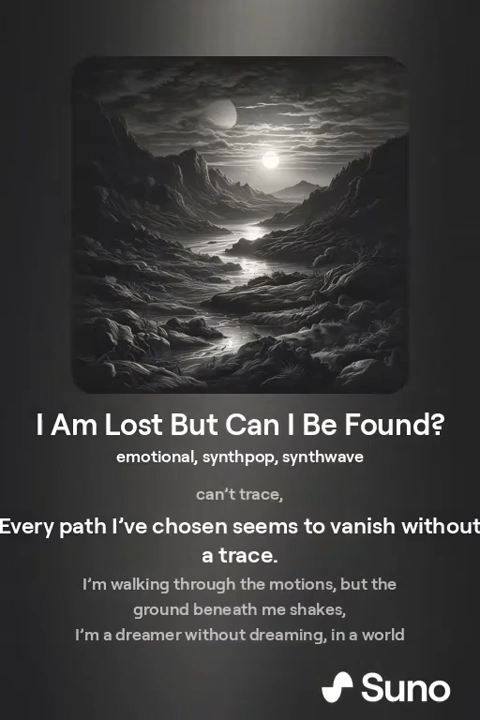 I Am Lost But Can I Be Found?
emotional, synthpop, synthwave
can't trace,
Every path I've chosen seems to vanish without
a trace.
I'm walking through the motions, but the
ground beneath me shakes,
I'm a dreamer without dreaming, in a world
Suno